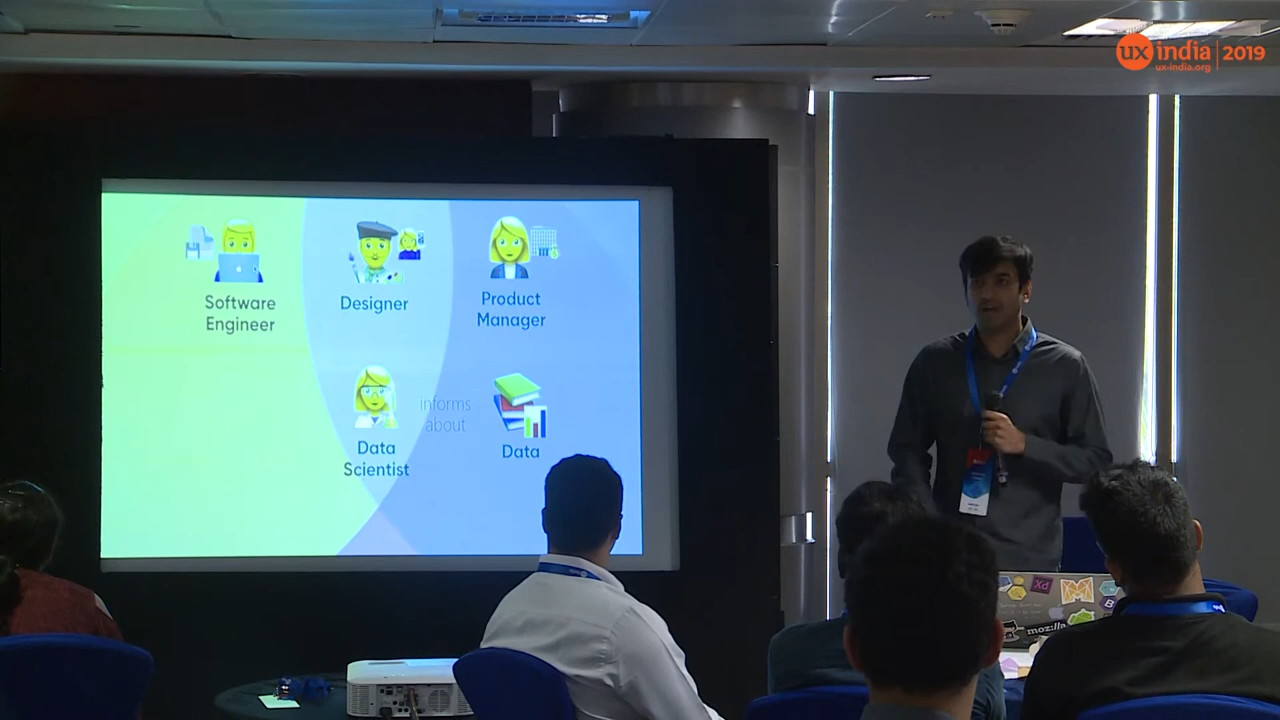 ux india 2019
ux-india.org
Software
Engineer
Designer
Product
Manager
Data
Scientist
informs
about
Data
Xd
mozilla